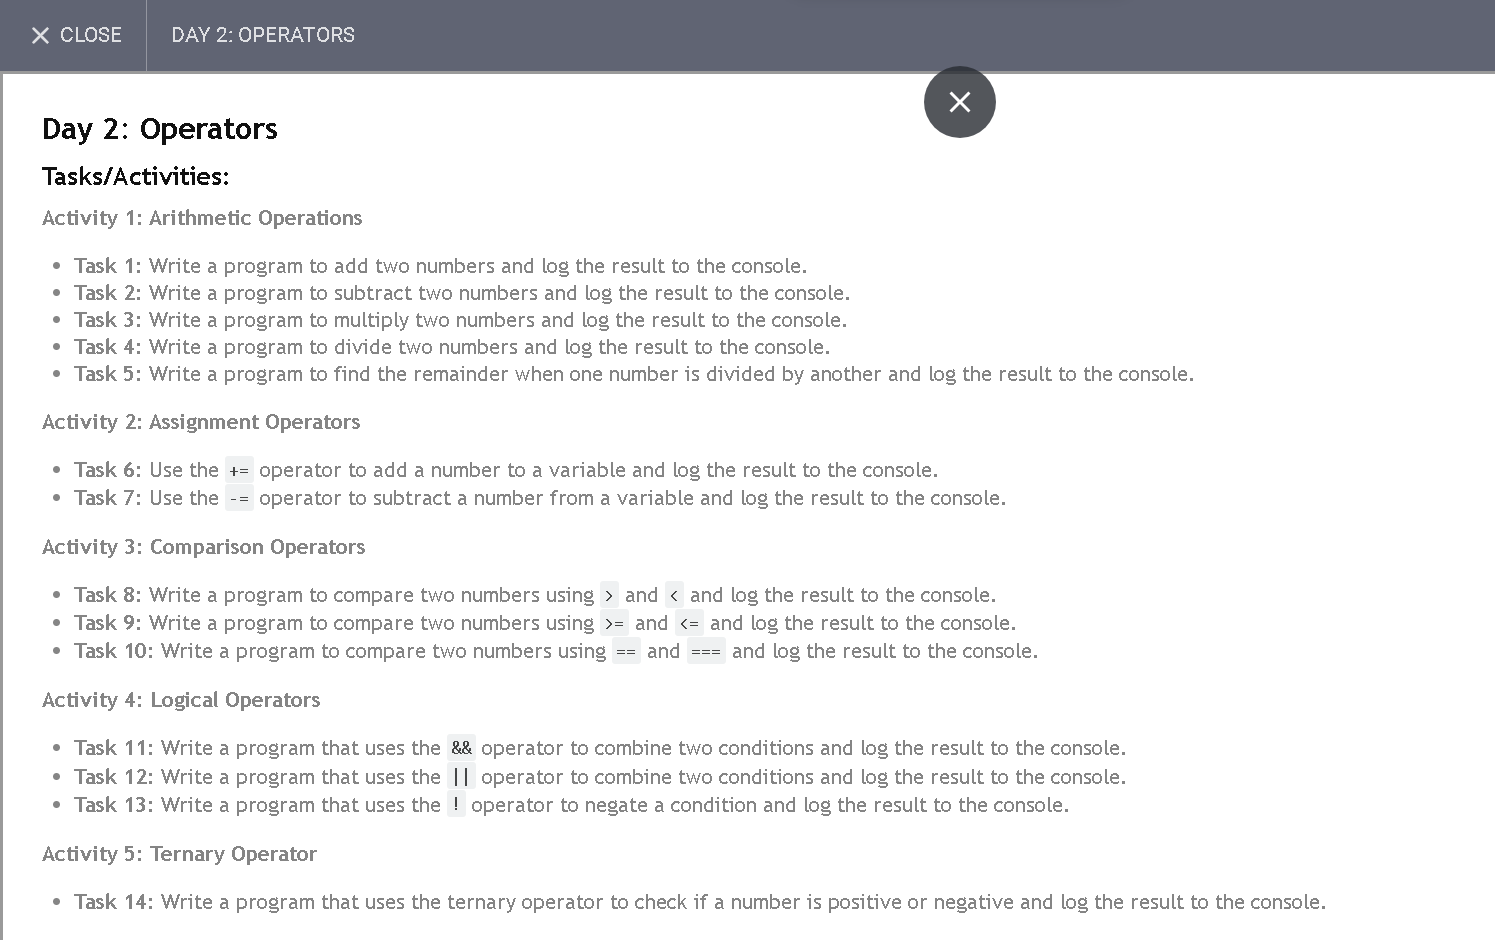 CLOSE
DAY 2: OPERATORS
Day 2: Operators
Tasks/Activities:
Activity 1: Arithmetic Operations
Task 1: Write a program to add two numbers and log the result to the console.
Task 2: Write a program to subtract two numbers and log the result to the console.
Task 3: Write a program to multiply two numbers and log the result to the console.
Task 4: Write a program to divide two numbers and log the result to the console.
Task 5: Write a program to find the remainder when one number is divided by another and log the result to the console.
Activity 2: Assignment Operators
Task 6: Use the += operator to add a number to a variable and log the result to the console.
Task 7: Use the -= operator to subtract a number from a variable and log the result to the console.
Activity 3: Comparison Operators
Task 8: Write a program to compare two numbers using > and < and log the result to the console.
Task 9: Write a program to compare two numbers using >= and <= and log the result to the console.
Task 10: Write a program to compare two numbers using == and === and log the result to the console.
Activity 4: Logical Operators
Task 11: Write a program that uses the && operator to combine two conditions and log the result to the console.
Task 12: Write a program that uses the || operator to combine two conditions and log the result to the console.
Task 13: Write a program that uses the ! operator to negate a condition and log the result to the console.
Activity 5: Ternary Operator
Task 14: Write a program that uses the ternary operator to check if a number is positive or negative and log the result to the console.